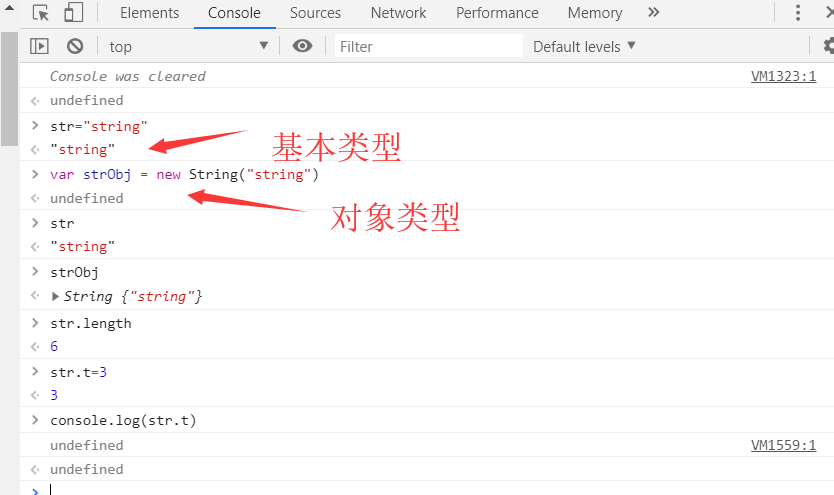 Elements Console Sources Network Performance Memory »
top Filter Default levels
Console was cleared VM1323:1
undefined
str="string"
"string"
基本类型
var strObj = new String("string")
undefined
对象类型
str
"string"
strObj
String {"string"}
str.length
6
str.t=3
3
console.log(str.t)
undefined VM1559:1
undefined